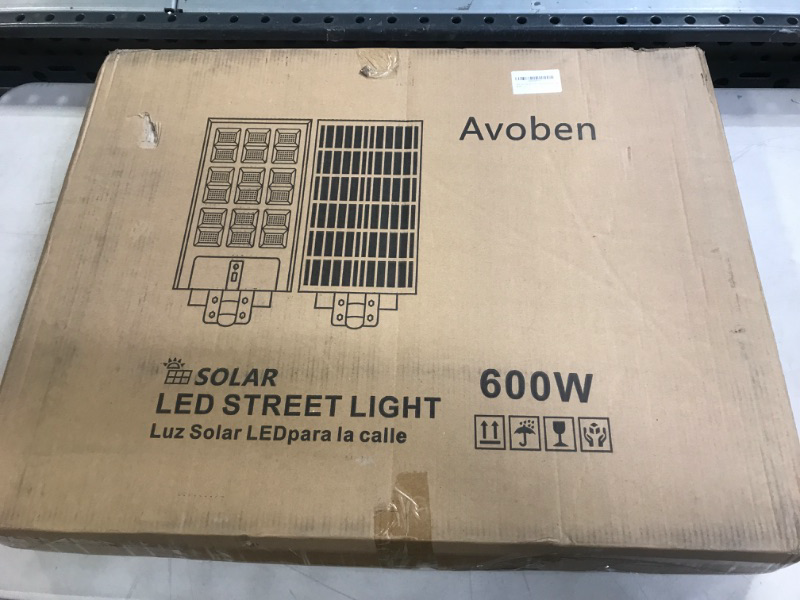 Avoben
SOLAR
LED STREET LIGHT
Luz Solar LEDpara la calle
600W